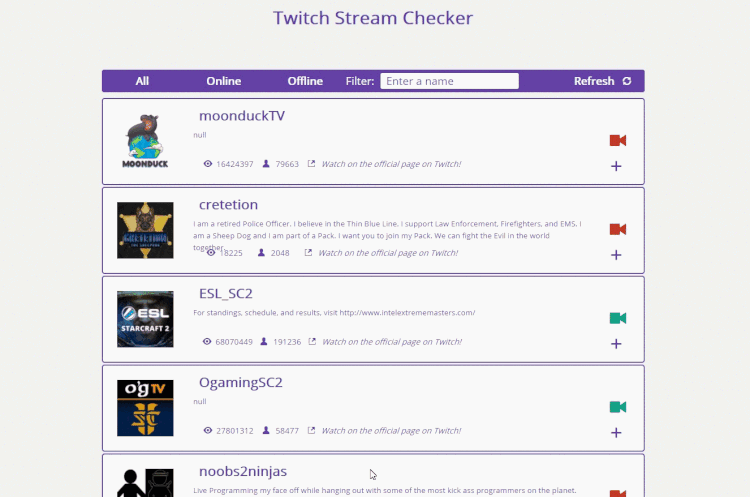 Twitch Stream Checker
All Online Offline Filter: Enter a name Refresh
moonduckTV
null
MOONDUCK
16424397 79663 Watch on the official page on Twitch!
cretetion
I am a retired Police Officer. I believe in the Thin Blue Line. I support Law Enforcement, Firefighters, and EMS. I
am a Sheep Dog and I am part of a Pack. I want you to join my Pack. We can fight the Evil in the world
together.
18225 2048 Watch on the official page on Twitch!
ESL_SC2
For standings, schedule, and results, visit http://www.intelextrememasters.com/
ESL
STARCRAFT 2
68070449 191236 Watch on the official page on Twitch!
OgamingSC2
null
O'G TV
27801312 58477 Watch on the official page on Twitch!
noobs2ninjas
Live Programming my face off while hanging out with some of the most kick ass programmers on the planet.